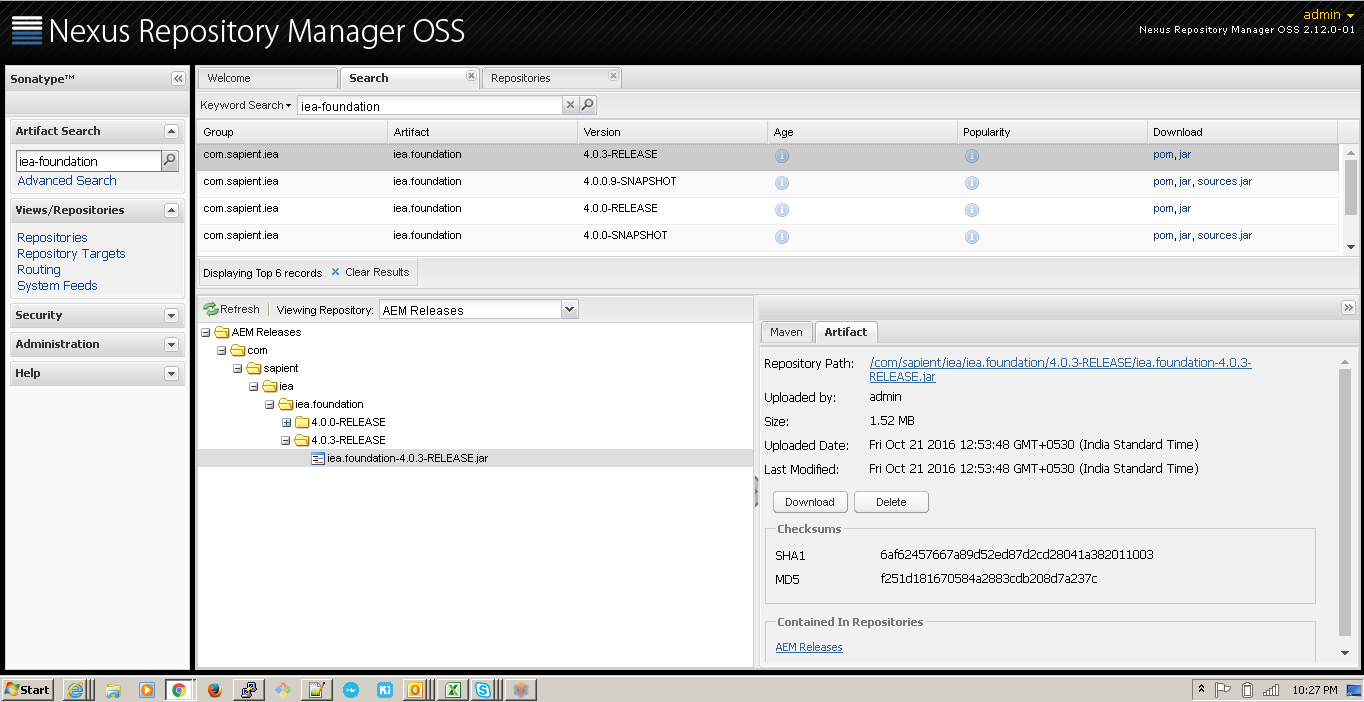 Nexus Repository Manager OSS
admin
Nexus Repository Manager OSS 2.12.0-01
Sonatype™
Welcome
Search
Repositories
Keyword Search
iea-foundation
Artifact Search
iea-foundation
Advanced Search
Views/Repositories
Repositories
Repository Targets
Routing
System Feeds
Security
Administration
Help
Group Artifact Version Age Popularity Download
com.sapient.iea iea.foundation 4.0.3-RELEASE pom, jar
com.sapient.iea iea.foundation 4.0.0.9-SNAPSHOT pom, jar, sources.jar
com.sapient.iea iea.foundation 4.0.0-RELEASE pom, jar
com.sapient.iea iea.foundation 4.0.0-SNAPSHOT pom, jar, sources.jar
Displaying Top 6 records Clear Results
Refresh Viewing Repository: AEM Releases
AEM Releases
com
sapient
iea
iea.foundation
4.0.0-RELEASE
4.0.3-RELEASE
iea.foundation-4.0.3-RELEASE.jar
Maven Artifact
Repository Path: /com/sapient/iea/iea.foundation/4.0.3-RELEASE/iea.foundation-4.0.3-
RELEASE.jar
Uploaded by: admin
Size: 1.52 MB
Uploaded Date: Fri Oct 21 2016 12:53:48 GMT+0530 (India Standard Time)
Last Modified: Fri Oct 21 2016 12:53:48 GMT+0530 (India Standard Time)
Download Delete
Checksums
SHA1 6af62457667a89d52ed87d2cd28041a382011003
MD5 f251d181670584a2883cdb208d7a237c
Contained In Repositories
AEM Releases
Start
10:27 PM